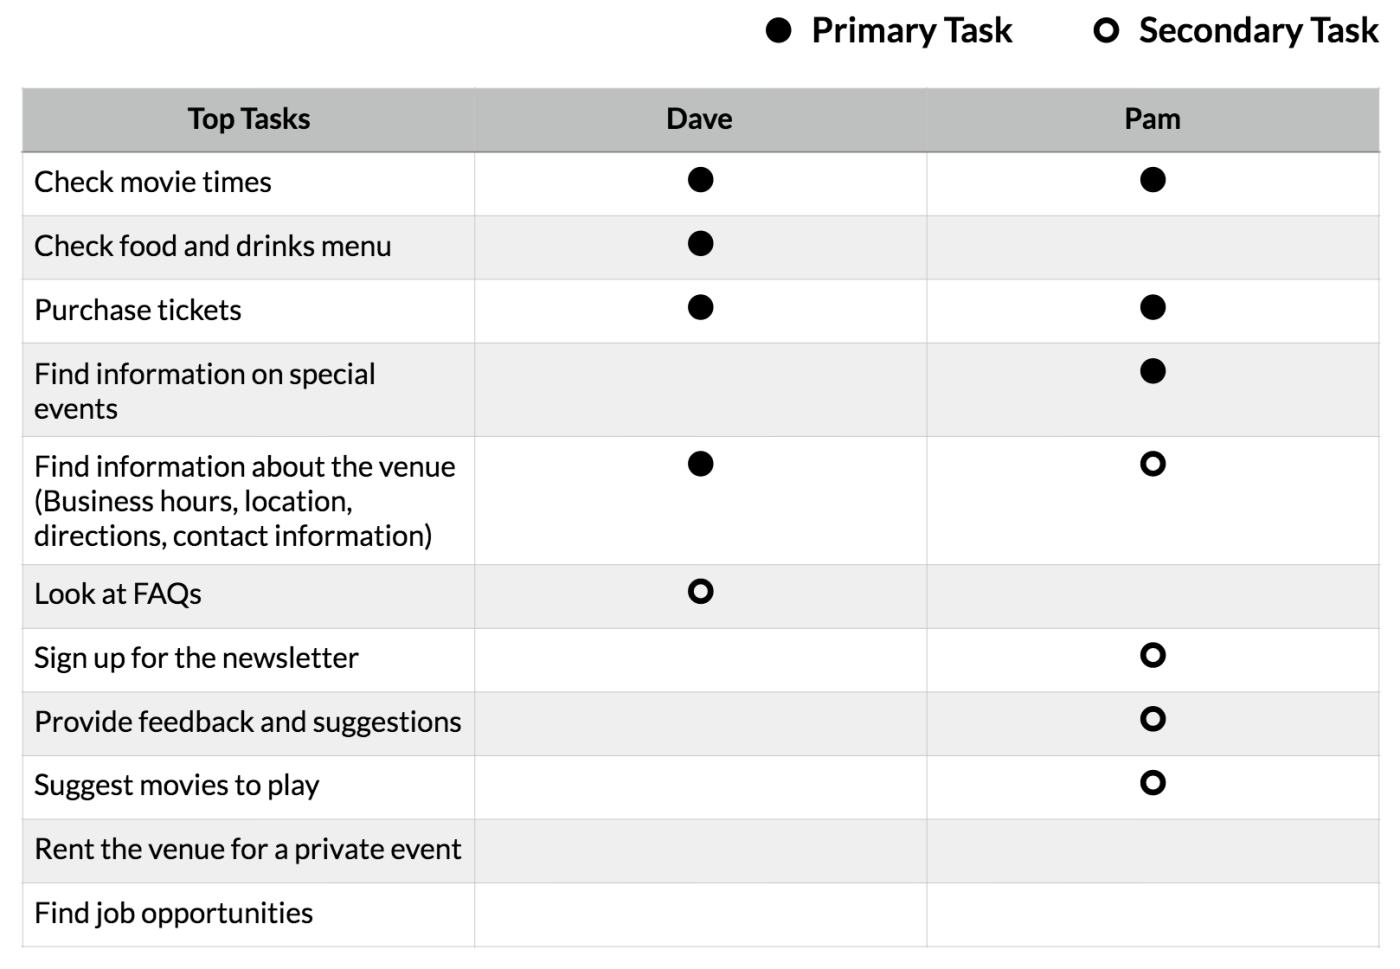 Primary Task
Secondary Task
Top Tasks
Dave
Pam
Check movie times
Check food and drinks menu
Purchase tickets
Find information on special
events
Find information about the venue
(Business hours, location,
directions, contact information)
Look at FAQs
Sign up for the newsletter
Provide feedback and suggestions
Suggest movies to play
Rent the venue for a private event
Find job opportunities